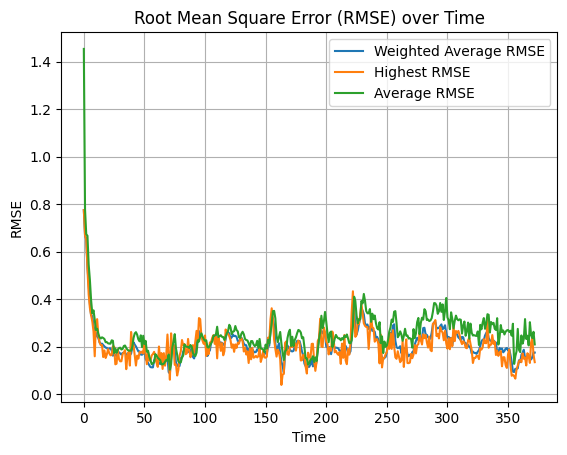 Root Mean Square Error (RMSE) over Time
Weighted Average RMSE
Highest RMSE
Average RMSE
RMSE
1.4
1.2
1.0
0.8
0.6
0.4
0.2
0.0
0 50 100 150 200 250 300 350
Time